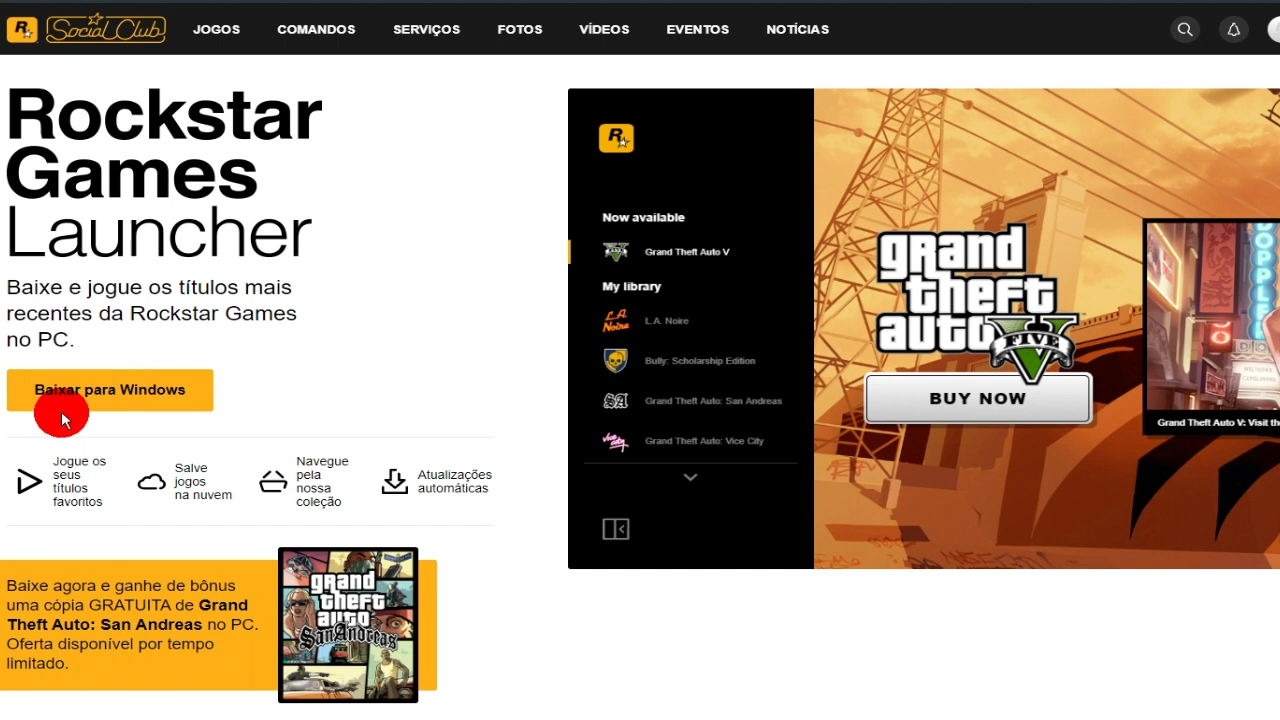 R
Social Club
JOGOS
COMANDOS
SERVIÇOS
FOTOS
VÍDEOS
EVENTOS
NOTÍCIAS
Rockstar
Games
Launcher
Baixe e jogue os títulos mais
recentes da Rockstar Games
no PC.
Baixar para Windows
Jogue os
seus
títulos
favoritos
Salve
jogos
na nuvem
Navegue
pela
nossa
coleção
Atualizações
automáticas
Baixe agora e ganhe de bônus
uma cópia GRATUITA de Grand
Theft Auto: San Andreas no PC.
Oferta disponível por tempo
limitado.
grand
theft
auto
San Andreas
R
Now available
Grand Theft Auto V
My library
L.A. Noire
L.A. Noire
Bully: Scholarship Edition
SA
Grand Theft Auto: San Andreas
vice city
Grand Theft Auto: Vice City
grand
theft
auto
V
FIVE
BUY NOW
Grand Theft Auto V: Visit th